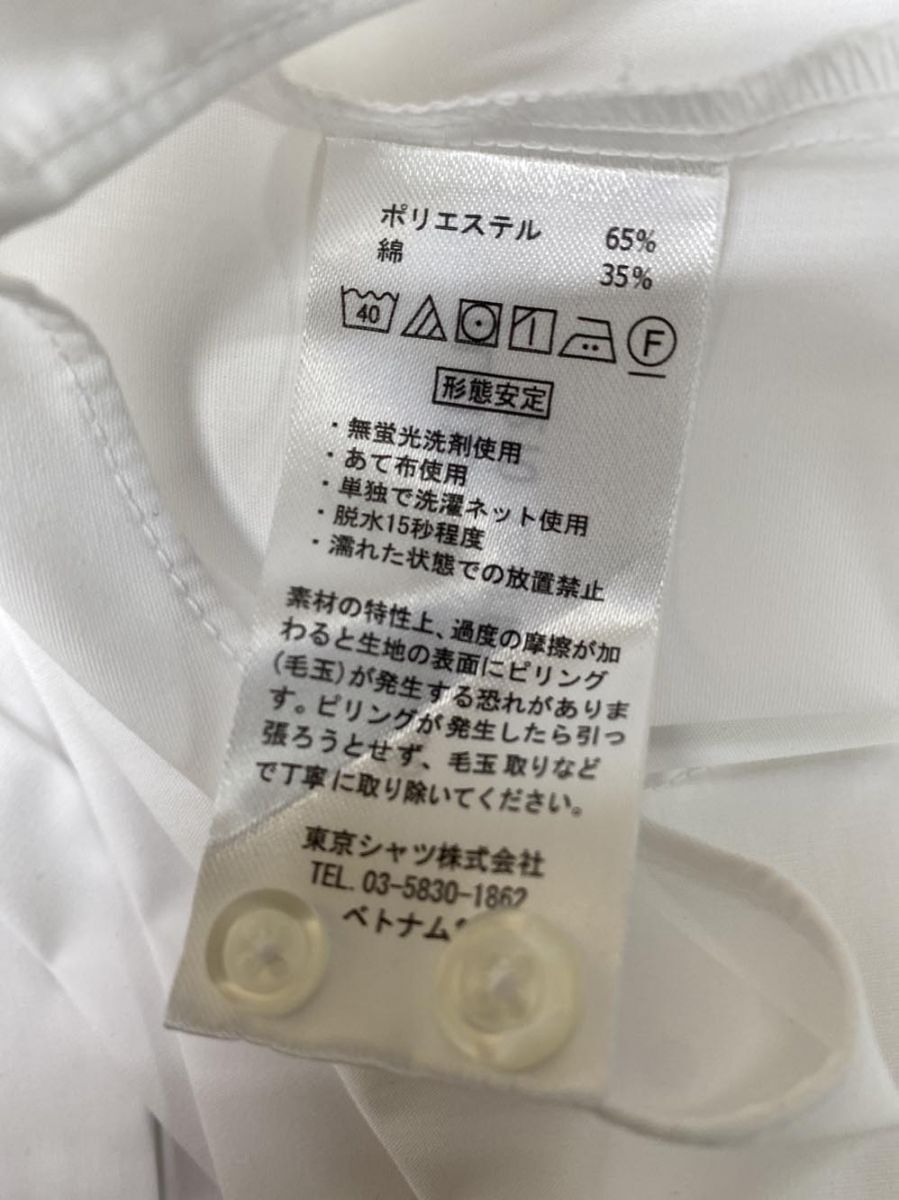 ポリエステル 65%
綿 35%
40 F
形態安定
・無蛍光洗剤使用
・あて布使用
・単独で洗濯ネット使用
・脱水15秒程度
・濡れた状態での放置禁止
素材の特性上、過度の摩擦が加
わると生地の表面にピリング
(毛玉)が発生する恐れがありま
す。ピリングが発生したら引っ
張ろうとせず、毛玉取りなど
で丁寧に取り除いてください。
東京シャツ株式会社
TEL. 03-5830-1862
ベトナム